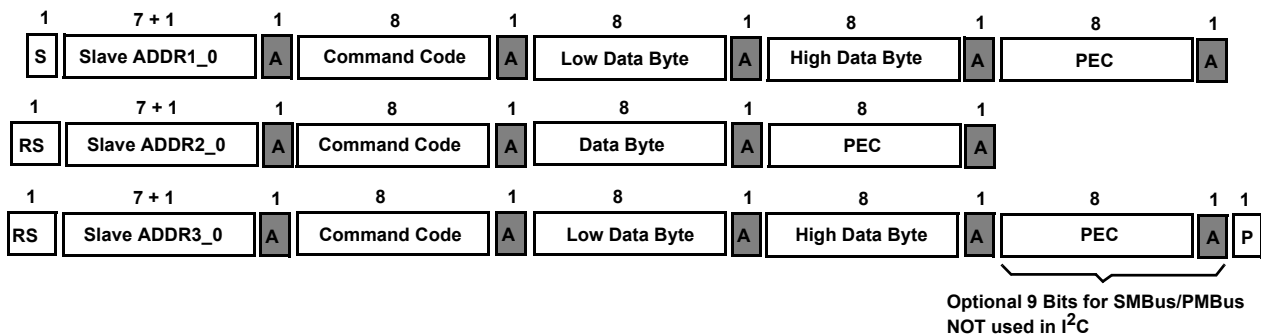 1 7 + 1 1 8 1 8 1 8 1 8 1
S Slave ADDR1_0 A Command Code A Low Data Byte A High Data Byte A PEC A
1 7 + 1 1 8 1 8 1 8 1
RS Slave ADDR2_0 A Command Code A Data Byte A PEC A
1 7 + 1 1 8 1 8 1 8 1 8 1 1
RS Slave ADDR3_0 A Command Code A Low Data Byte A High Data Byte A PEC A P
Optional 9 Bits for SMBus/PMBus
NOT used in I²C